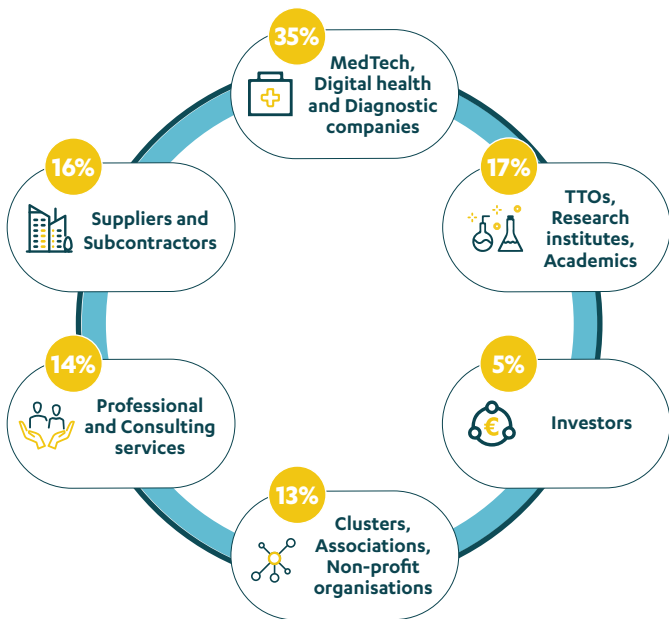 35%
MedTech,
Digital health
and Diagnostic
companies
17%
TTOs,
Research
institutes,
Academics
5%
€
Investors
13%
Clusters,
Associations,
Non-profit
organisations
14%
Professional
and Consulting
services
16%
Suppliers and
Subcontractors